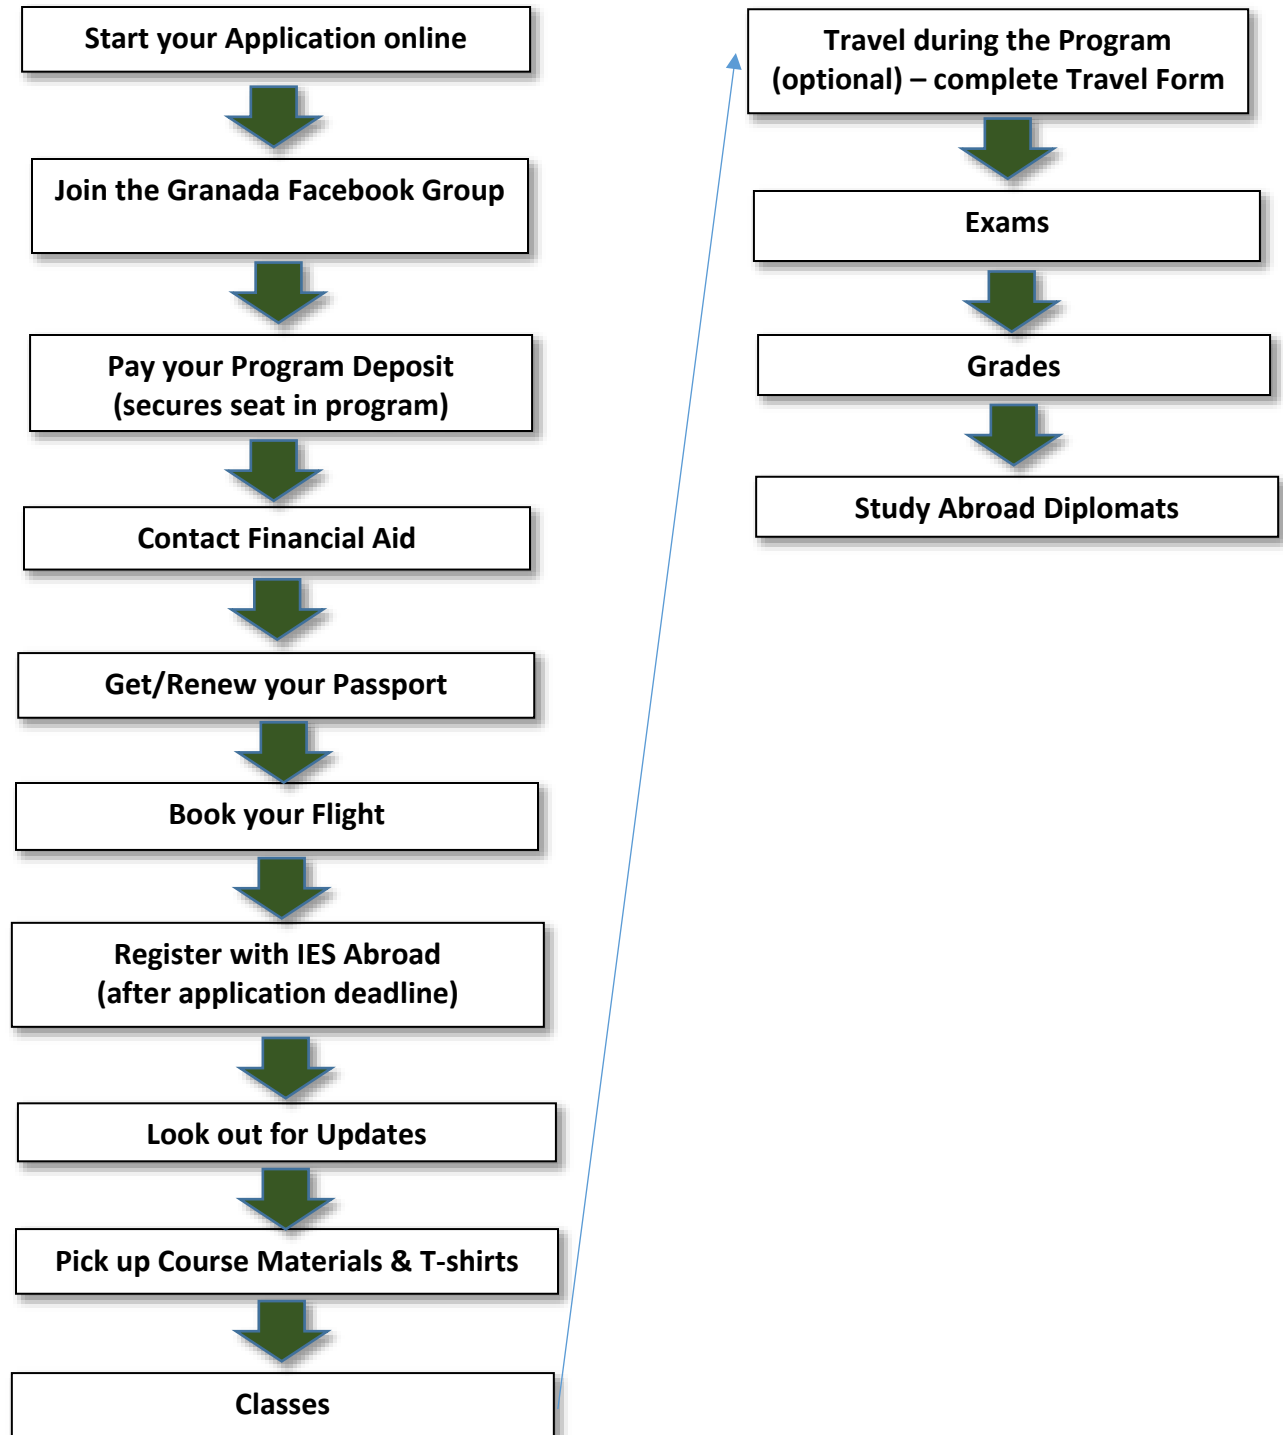 Start your Application online
Join the Granada Facebook Group
Pay your Program Deposit
(secures seat in program)
Contact Financial Aid
Get/Renew your Passport
Book your Flight
Register with IES Abroad
(after application deadline)
Look out for Updates
Pick up Course Materials & T-shirts
Classes
Travel during the Program
(optional) – complete Travel Form
Exams
Grades
Study Abroad Diplomats